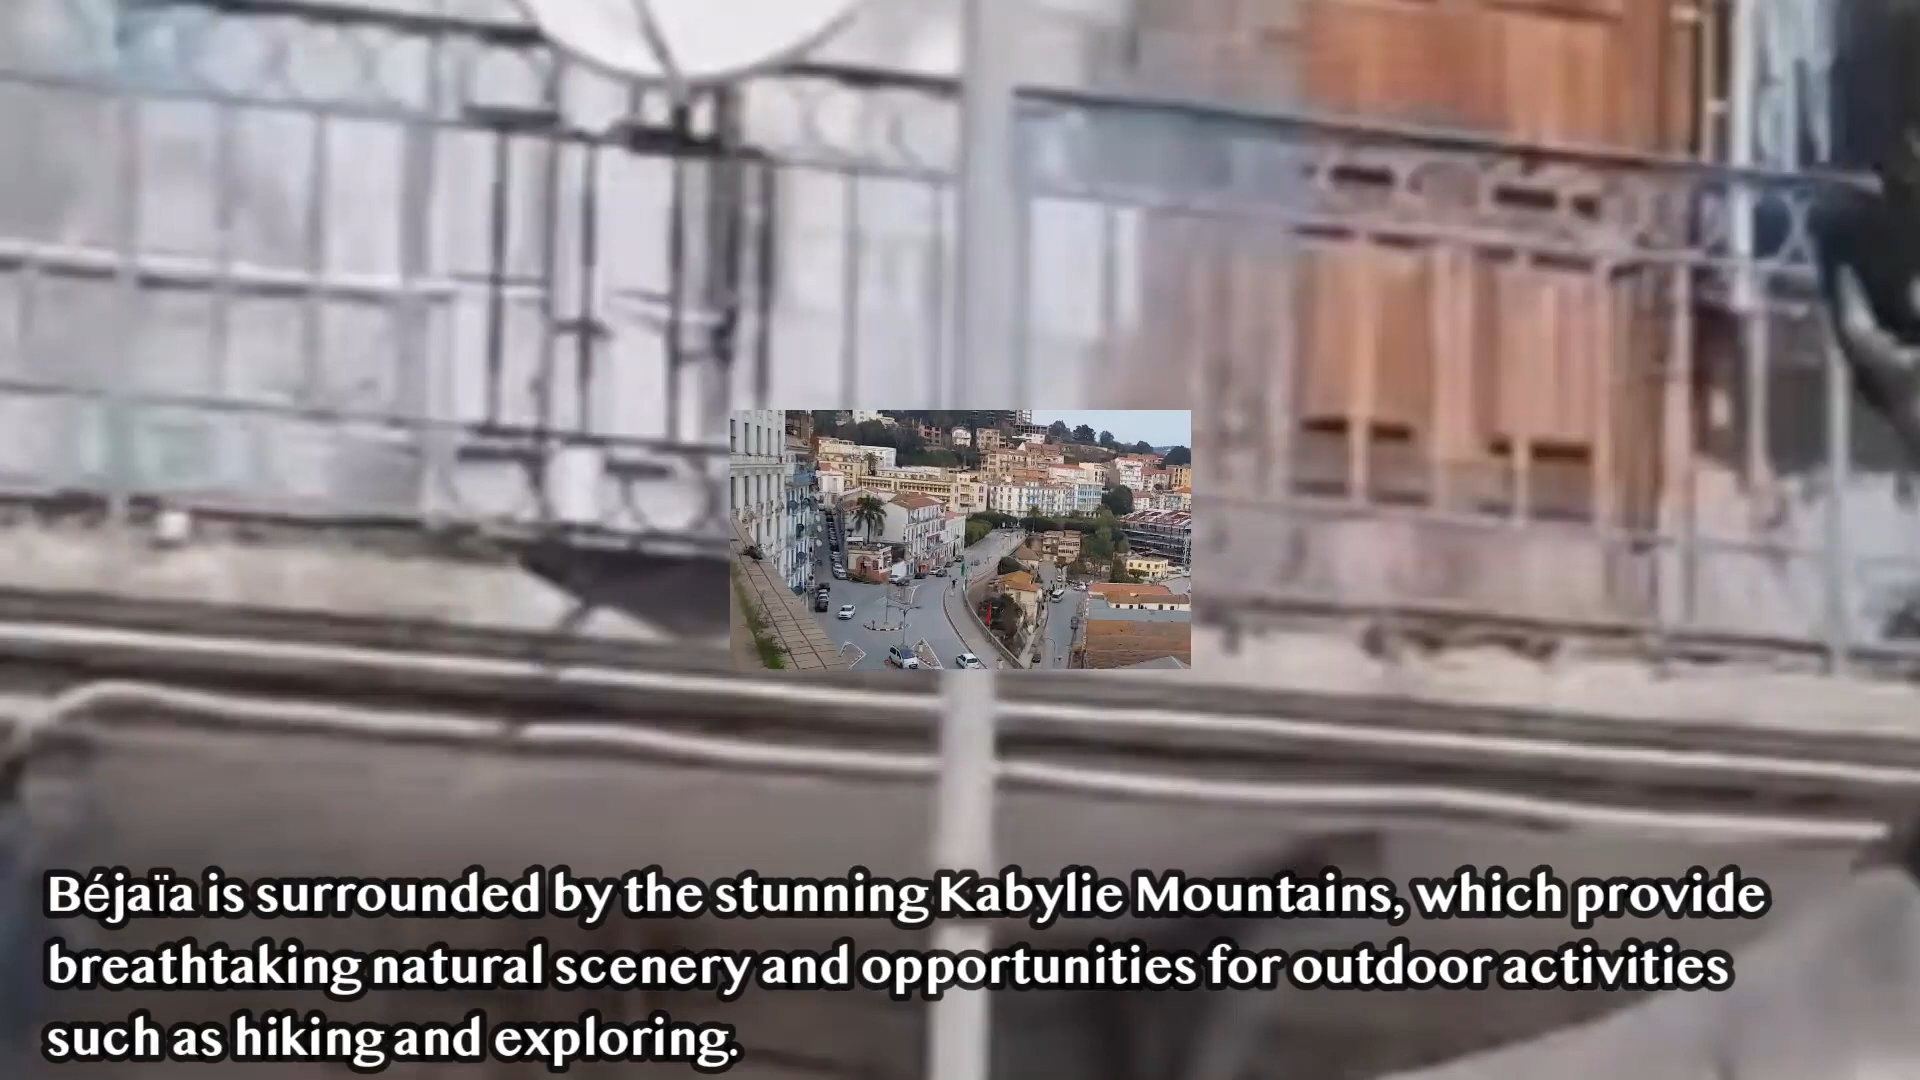 Béjaïa is surrounded by the stunning Kabylie Mountains, which provide
breathtaking natural scenery and opportunities for outdoor activities
such as hiking and exploring.